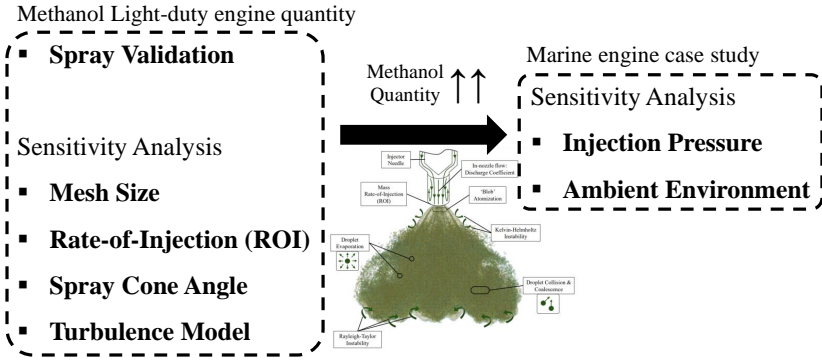 Methanol Light-duty engine quantity
▪ Spray Validation
Sensitivity Analysis
▪ Mesh Size
▪ Rate-of-Injection (ROI)
▪ Spray Cone Angle
▪ Turbulence Model
Methanol
Quantity ↑↑
Injector
Needle
In-nozzle flow:
Discharge Coefficient
Mass
Rate-of-Injection
(ROI)
'Blob'
Atomization
Kelvin-Helmholtz
Instability
Droplet
Evaporation
Droplet Collision &
Coalescence
Rayleigh-Taylor
Instability
Marine engine case study
Sensitivity Analysis
▪ Injection Pressure
▪ Ambient Environment